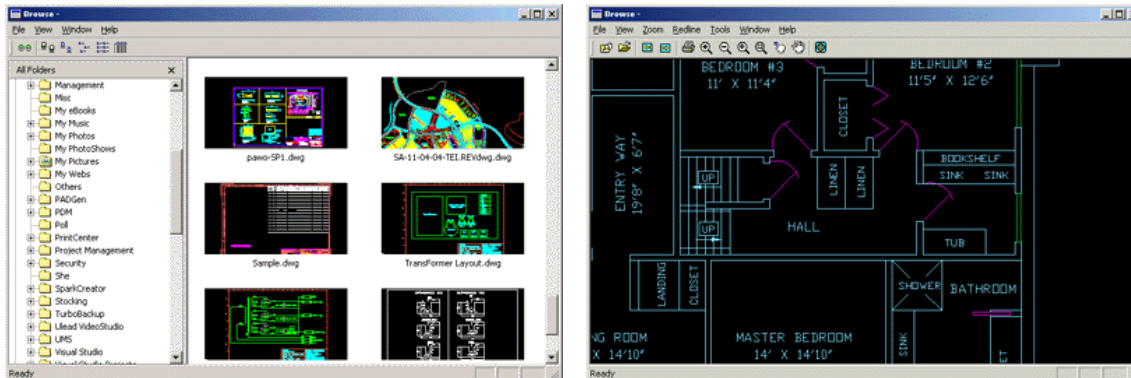 Browse -
File View Window Help
All Folders
Management
Misc
My eBooks
My Music
My Photos
My PhotoShows
My Pictures
My Webs
Others
PADGen
PDM
Poll
PrintCenter
Project Management
Security
She
SparkCreator
Stocking
TurboBackup
Ulead VideoStudio
UMS
Visual Studio
Visual Studio Projects
pawo-SP1.dwg
SA-11-04-04-TEI.REVdwg.dwg
Sample.dwg
TransFormer Layout.dwg
Ready
Browse -
File View Zoom Redline Tools Window Help
BEDROOM #3
11' X 11'4"
BEDROOM #2
11'5" X 12'6"
CLOSET
ENTRY WAY
19'8" X 6'7"
UP
UP
LINEN
LINEN
BOOKSHELF
SINK SINK
HALL
TUB
LANDING
CLOSET
SHOWER
BATHROOM
NG ROOM
X 14'10"
MASTER BEDROOM
14' X 14'10"
SINK
ET
Ready